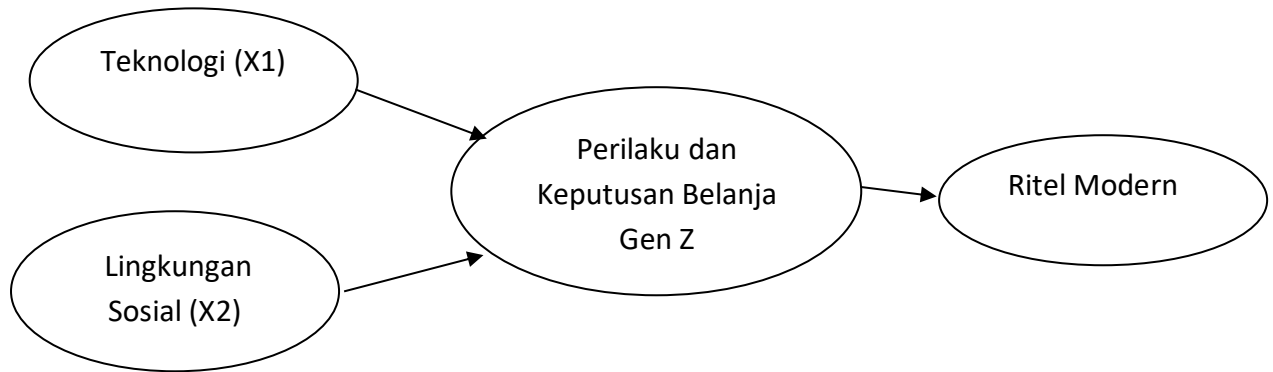 Teknologi (X1)
Lingkungan
Sosial (X2)
Perilaku dan
Keputusan Belanja
Gen Z
Ritel Modern